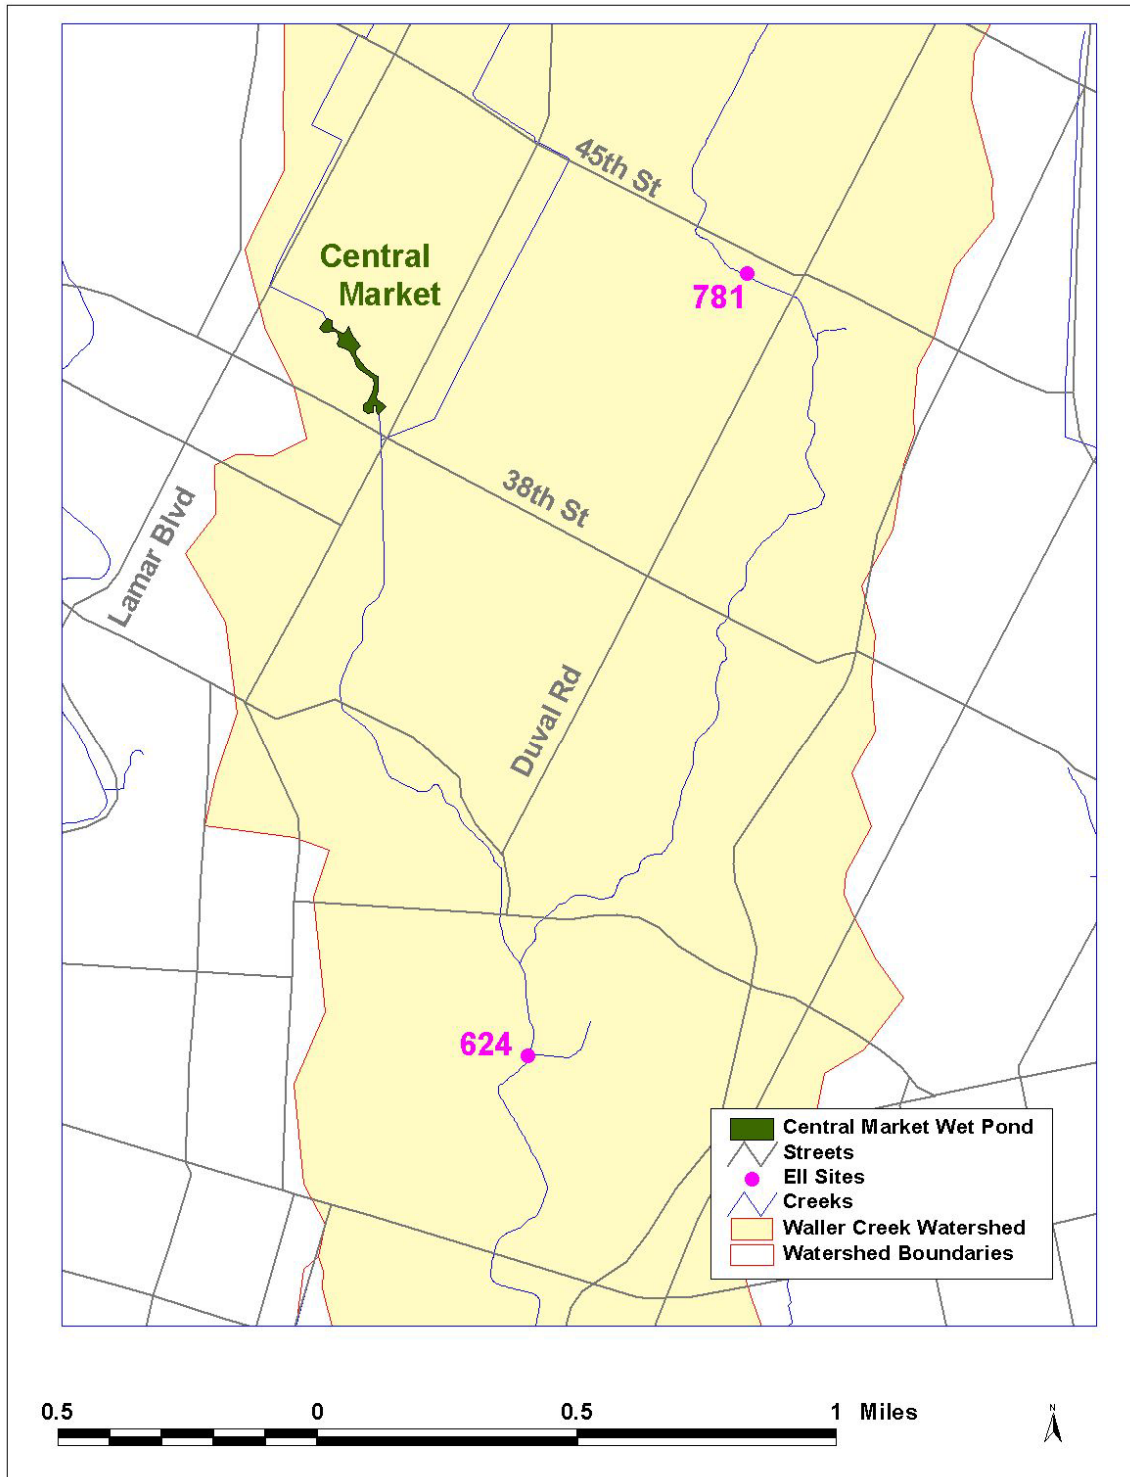 45th St
Central
Market
781
38th St
Lamar Blvd
Duval Rd
624
Central Market Wet Pond
Streets
EII Sites
Creeks
Waller Creek Watershed
Watershed Boundaries
0.5 0 0.5 1 Miles
N